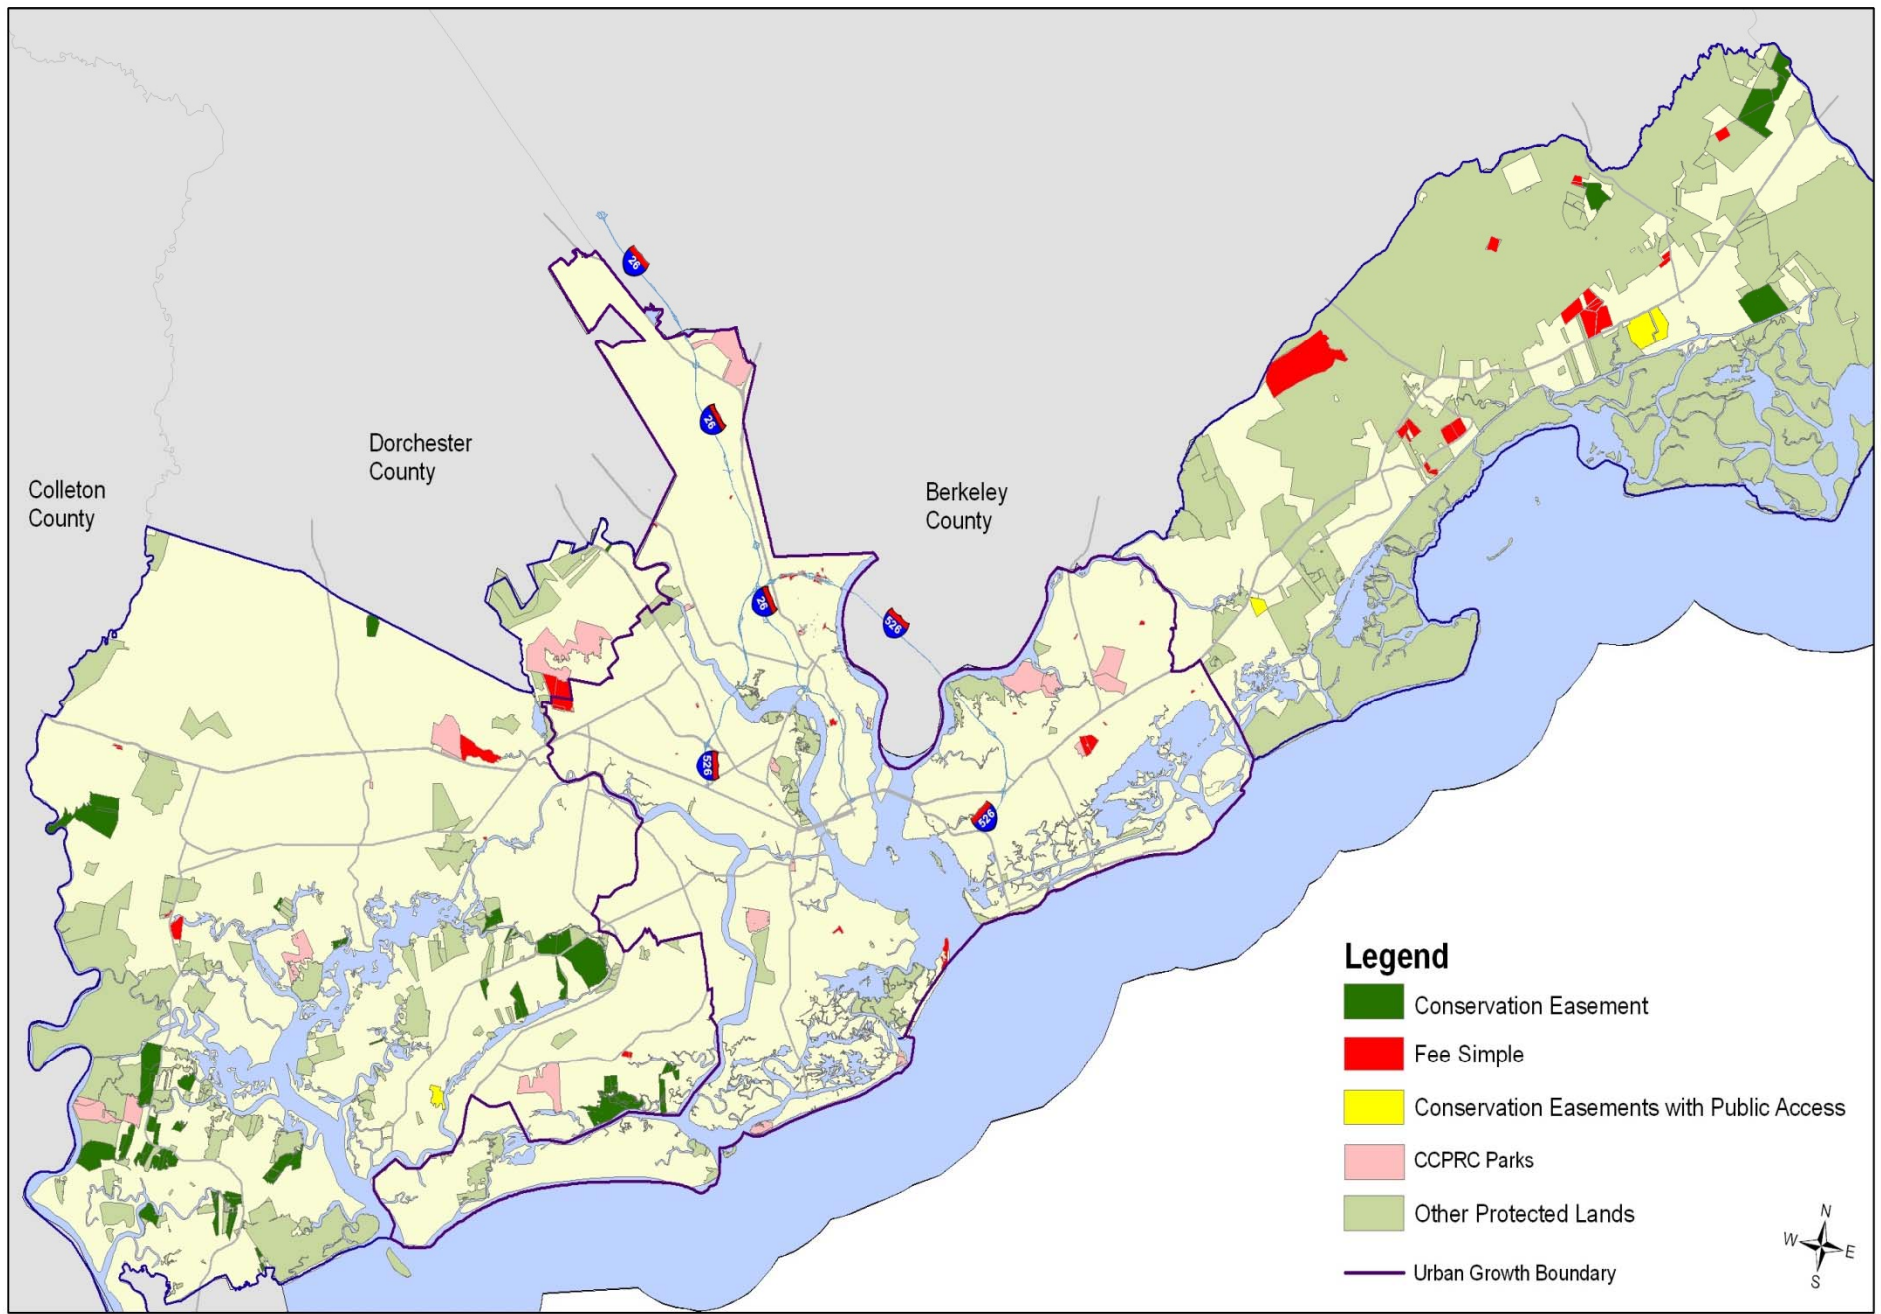 26
26
Dorchester
County
Colleton
County
Berkeley
County
26
526
526
526
Legend
Conservation Easement
Fee Simple
Conservation Easements with Public Access
CCPRC Parks
Other Protected Lands
Urban Growth Boundary
N
W
E
S